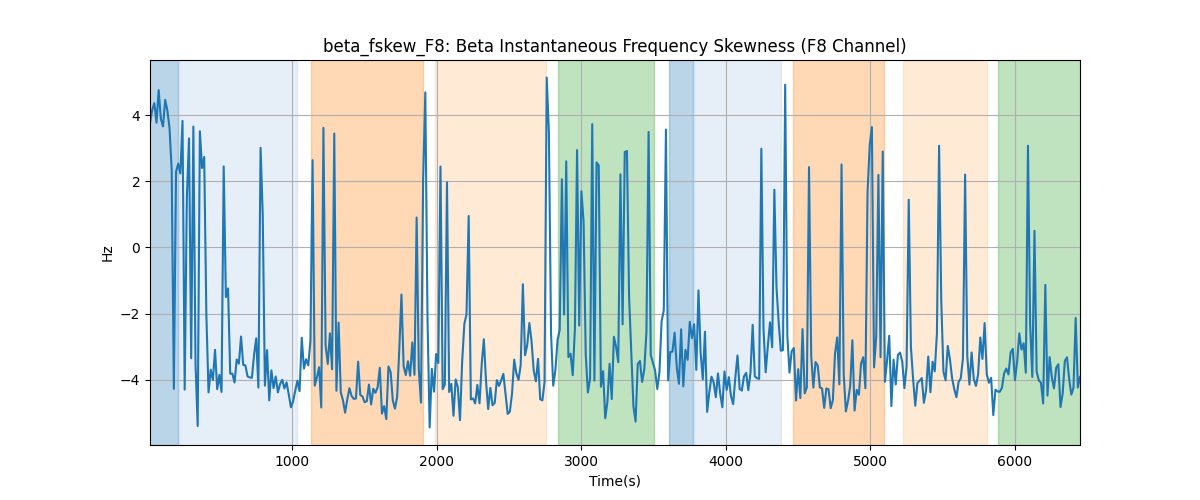 beta_fskew_F8: Beta Instantaneous Frequency Skewness (F8 Channel)
4
2
0
−2
−4
Hz
1000 2000 3000 4000 5000 6000
Time(s)